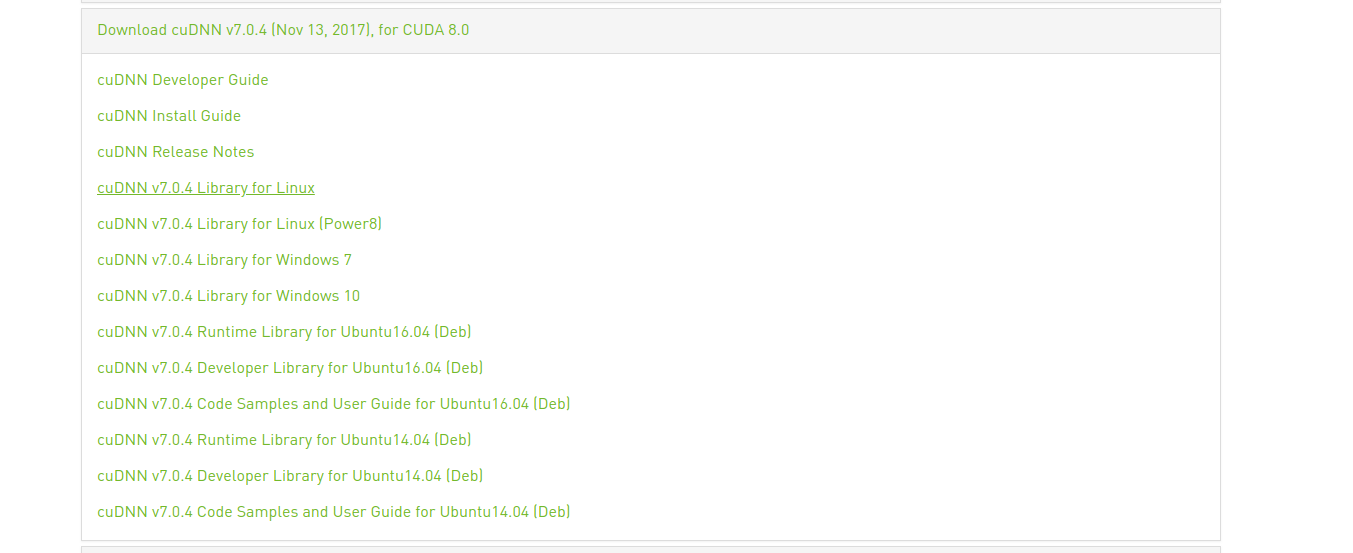 Download cuDNN v7.0.4 (Nov 13, 2017), for CUDA 8.0
cuDNN Developer Guide
cuDNN Install Guide
cuDNN Release Notes
cuDNN v7.0.4 Library for Linux
cuDNN v7.0.4 Library for Linux (Power8)
cuDNN v7.0.4 Library for Windows 7
cuDNN v7.0.4 Library for Windows 10
cuDNN v7.0.4 Runtime Library for Ubuntu16.04 (Deb)
cuDNN v7.0.4 Developer Library for Ubuntu16.04 (Deb)
cuDNN v7.0.4 Code Samples and User Guide for Ubuntu16.04 (Deb)
cuDNN v7.0.4 Runtime Library for Ubuntu14.04 (Deb)
cuDNN v7.0.4 Developer Library for Ubuntu14.04 (Deb)
cuDNN v7.0.4 Code Samples and User Guide for Ubuntu14.04 (Deb)